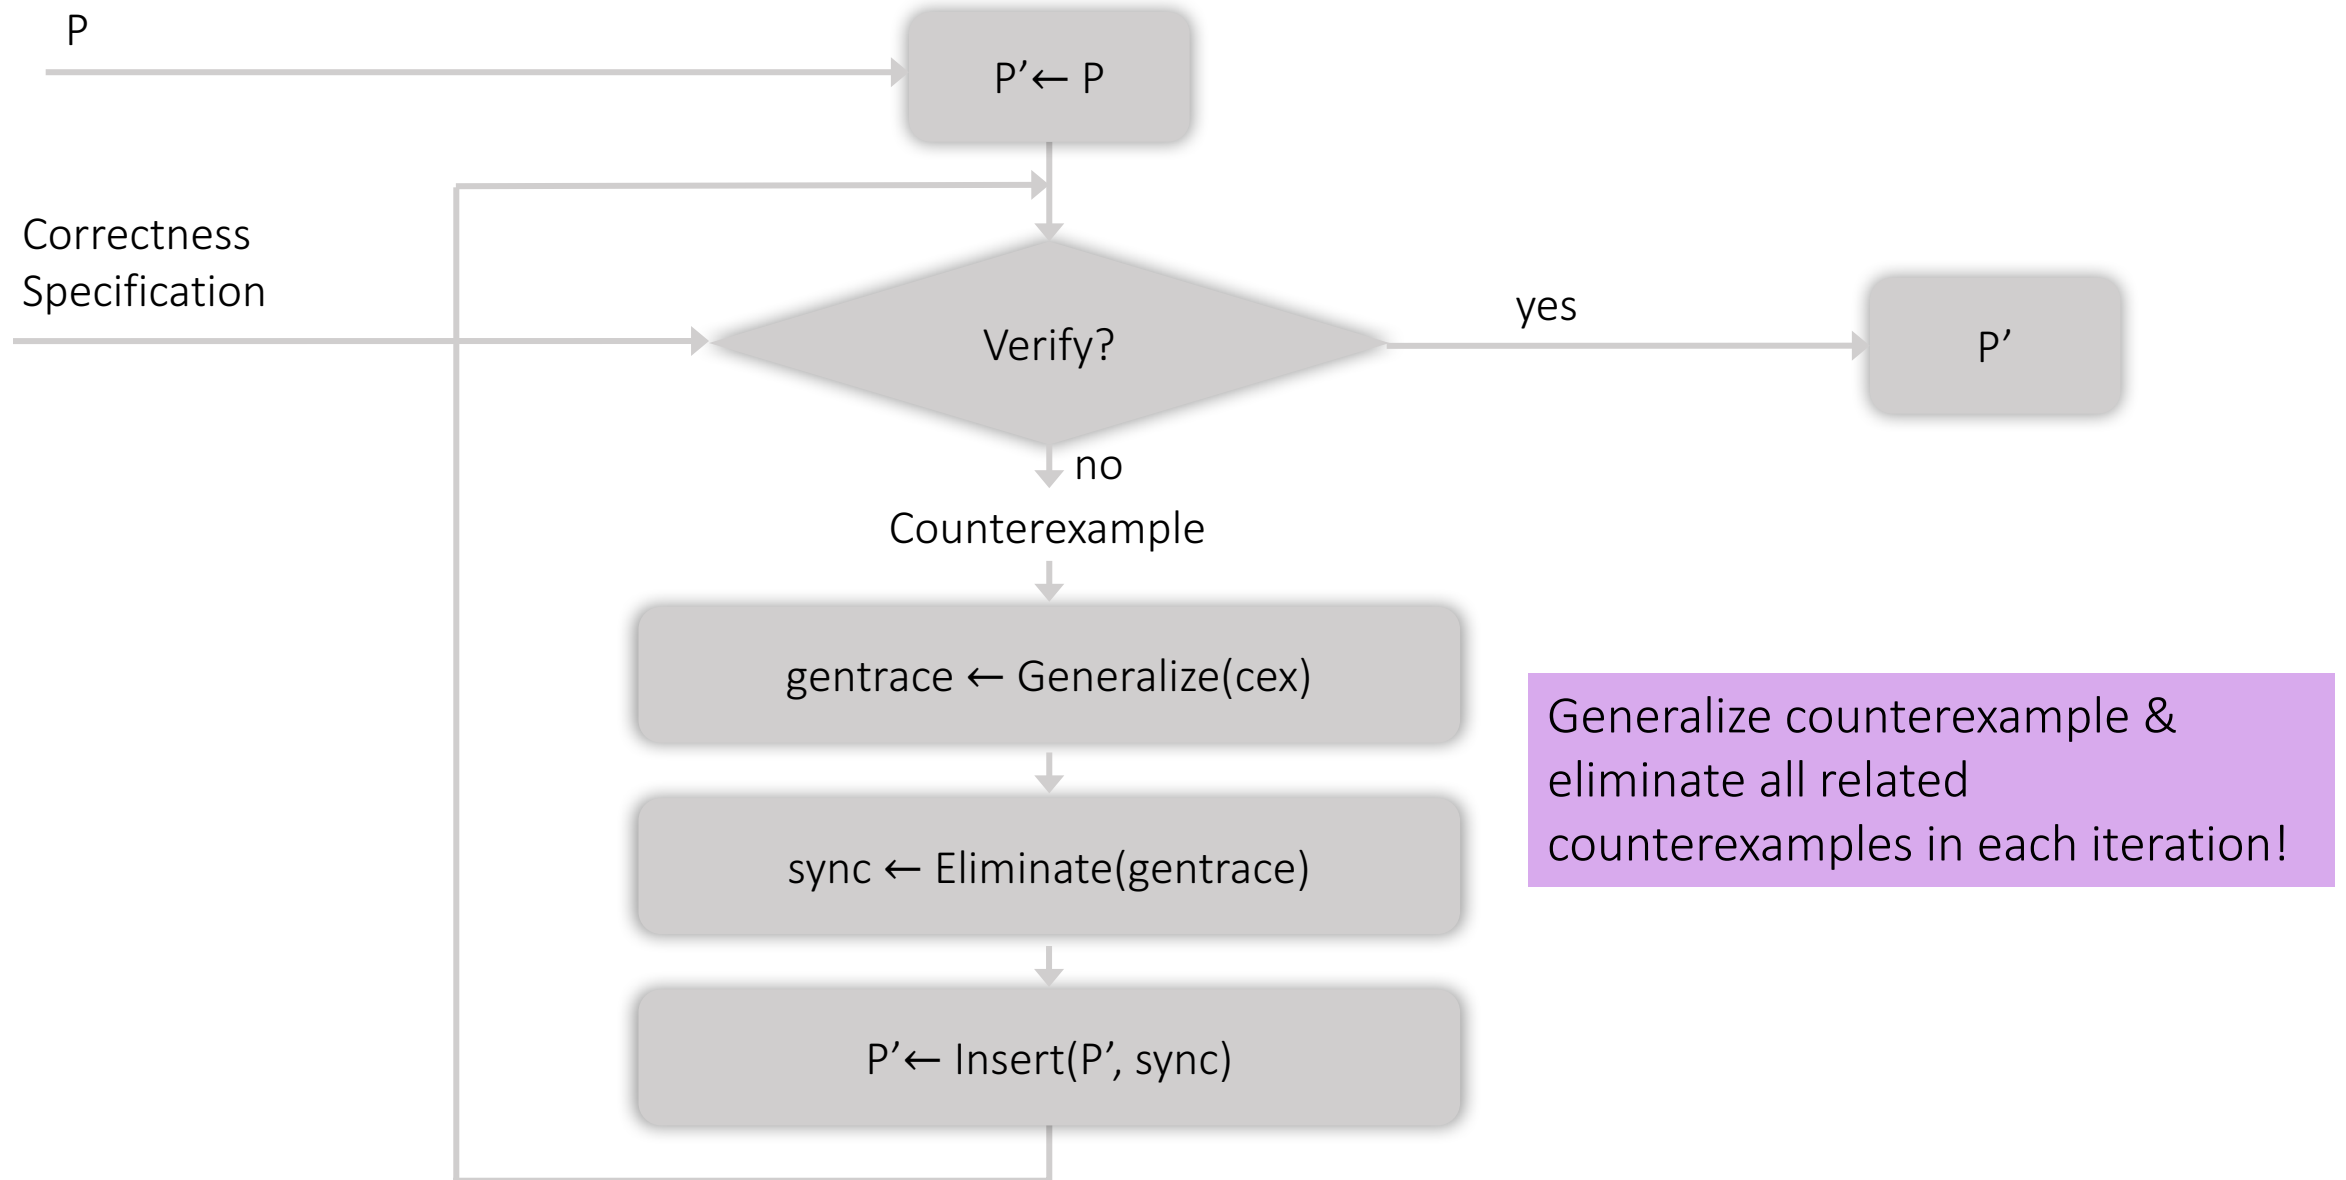 P
P’← P
Correctness
Specification
Verify?
yes
P’
no
Counterexample
gentrace ← Generalize(cex)
sync ← Eliminate(gentrace)
P’← Insert(P’, sync)
Generalize counterexample &
eliminate all related
counterexamples in each iteration!